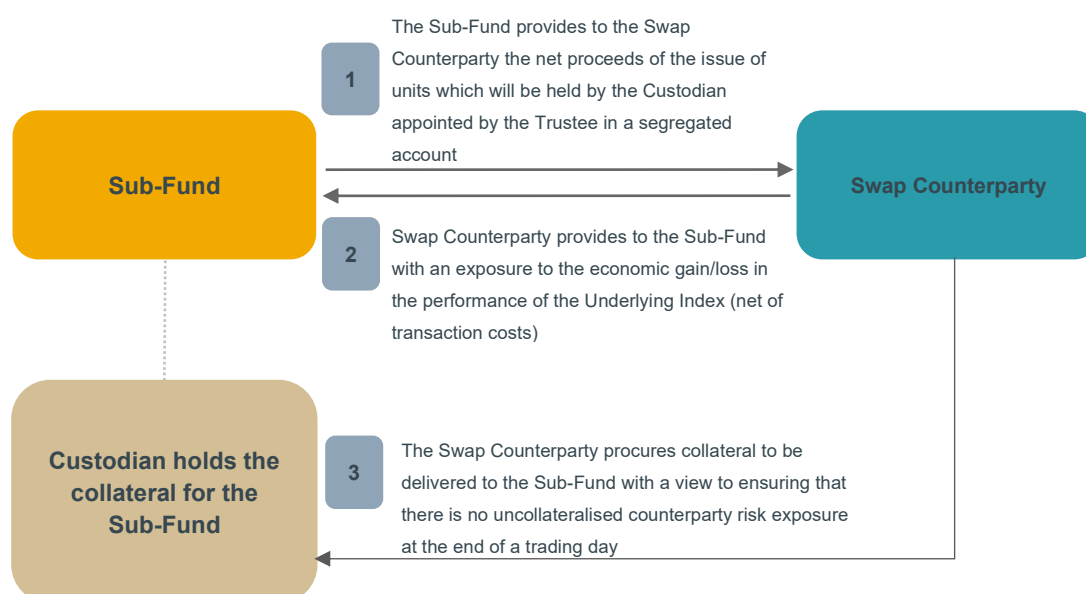 The Sub-Fund provides to the Swap
Counterparty the net proceeds of the issue of
units which will be held by the Custodian
appointed by the Trustee in a segregated
account
1
Sub-Fund
Swap Counterparty
2
Swap Counterparty provides to the Sub-Fund
with an exposure to the economic gain/loss in
the performance of the Underlying Index (net of
transaction costs)
Custodian holds the
collateral for the
Sub-Fund
3
The Swap Counterparty procures collateral to be
delivered to the Sub-Fund with a view to ensuring that
there is no uncollateralised counterparty risk exposure
at the end of a trading day